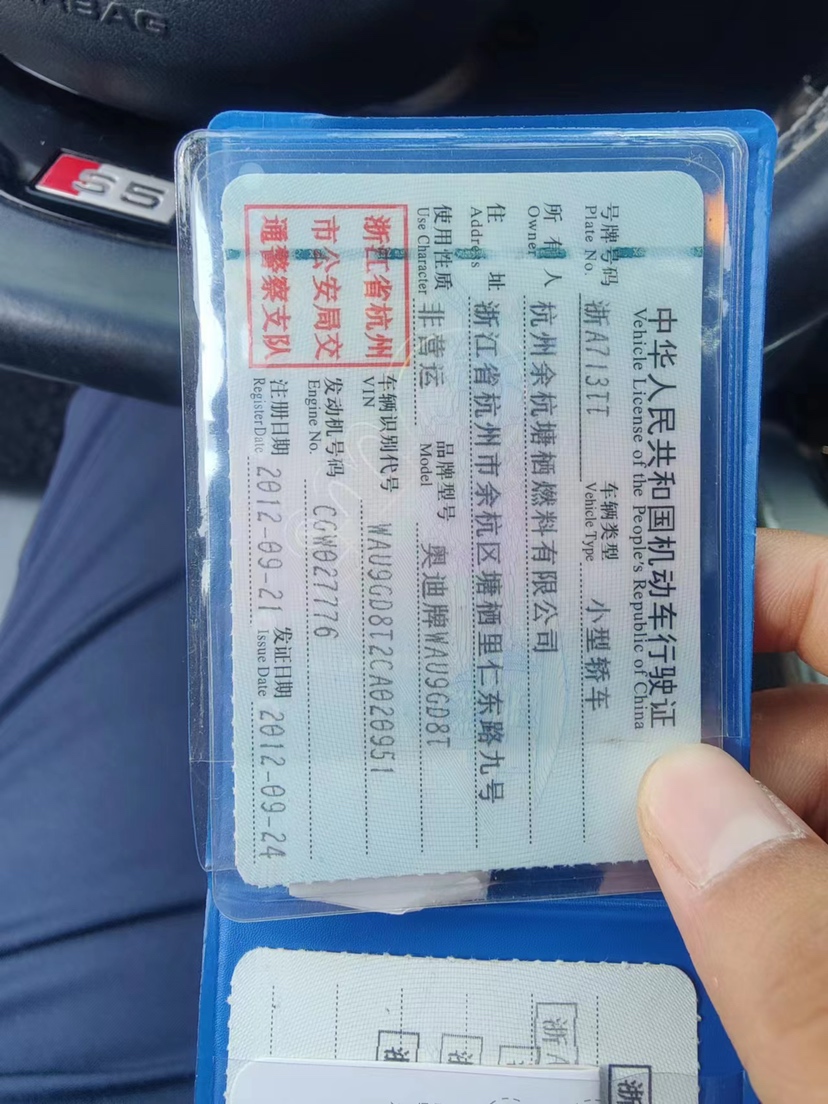 AIRBAG
S5
中华人民共和国机动车行驶证
Vehicle License of the People's Republic of China
号牌号码 浙A713TT 车辆类型 小型轿车
Plate No. Vehicle Type
所有人 杭州余杭塘栖燃料有限公司
Owner
住址 浙江省杭州市余杭区塘栖里仁东路九号
Address
使用性质 非营运 品牌型号 奥迪牌WAU9GD8T
Use Character Model
浙江省杭州
市公安局交
通警察支队
车辆识别代号 WAU9GD8T2CA020951
VIN
发动机号码 CGW027776
Engine No.
注册日期 2012-09-21 发证日期 2012-09-24
Register Date Issue Date
浙A
浙